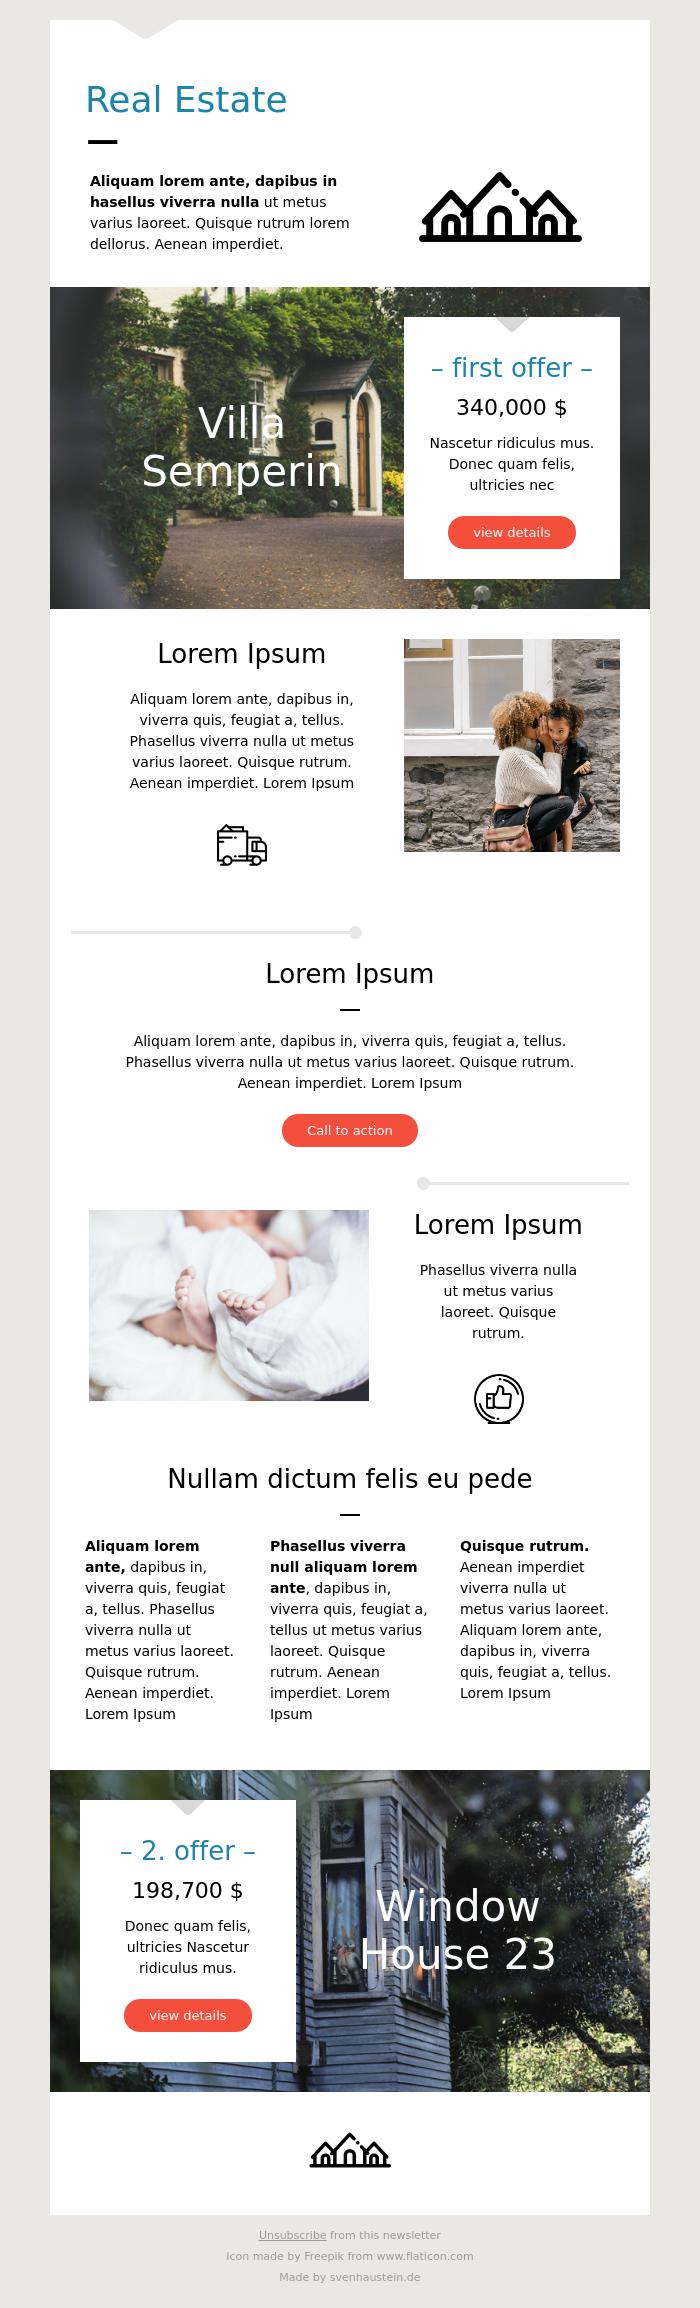 Real Estate
Aliquam lorem ante, dapibus in
hasellus viverra nulla ut metus
varius laoreet. Quisque rutrum lorem
dellorus. Aenean imperdiet.
Villa
Semperin
– first offer –
340,000 $
Nascetur ridiculus mus.
Donec quam felis,
ultricies nec
view details
Lorem Ipsum
Aliquam lorem ante, dapibus in,
viverra quis, feugiat a, tellus.
Phasellus viverra nulla ut metus
varius laoreet. Quisque rutrum.
Aenean imperdiet. Lorem Ipsum
Lorem Ipsum
Aliquam lorem ante, dapibus in, viverra quis, feugiat a, tellus.
Phasellus viverra nulla ut metus varius laoreet. Quisque rutrum.
Aenean imperdiet. Lorem Ipsum
Call to action
Lorem Ipsum
Phasellus viverra nulla
ut metus varius
laoreet. Quisque
rutrum.
Nullam dictum felis eu pede
Aliquam lorem
ante, dapibus in,
viverra quis, feugiat
a, tellus. Phasellus
viverra nulla ut
metus varius laoreet.
Quisque rutrum.
Aenean imperdiet.
Lorem Ipsum
Phasellus viverra
null aliquam lorem
ante, dapibus in,
viverra quis, feugiat a,
tellus ut metus varius
laoreet. Quisque
rutrum. Aenean
imperdiet. Lorem
Ipsum
Quisque rutrum.
Aenean imperdiet
viverra nulla ut
metus varius laoreet.
Aliquam lorem ante,
dapibus in, viverra
quis, feugiat a, tellus.
Lorem Ipsum
– 2. offer –
198,700 $
Donec quam felis,
ultricies Nascetur
ridiculus mus.
view details
Window
House 23
Unsubscribe from this newsletter
Icon made by Freepik from www.flaticon.com
Made by svenhaustein.de